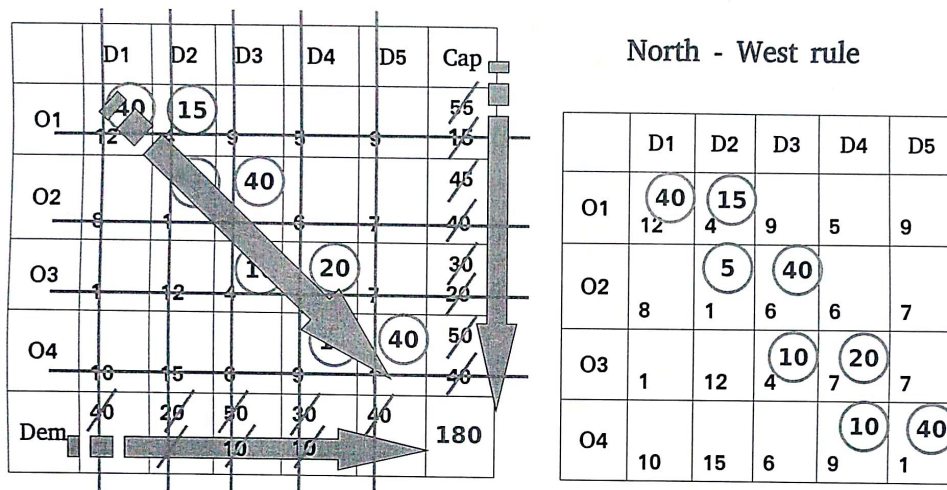 North - West rule
D1 D2 D3 D4 D5 Cap
O1 40 15 55
12 9 5 9 15
O2 40 45
8 1 6 6 7 40
O3 20 30
1 12 4 7 20
O4 40 50
10 15 6 9 40
Dem 40 20 50 30 40 180
10 10
D1 D2 D3 D4 D5
O1 40 15
12 4 9 5 9
O2 5 40
8 1 6 6 7
O3 10 20
1 12 4 7 7
O4 10 40
10 15 6 9 1